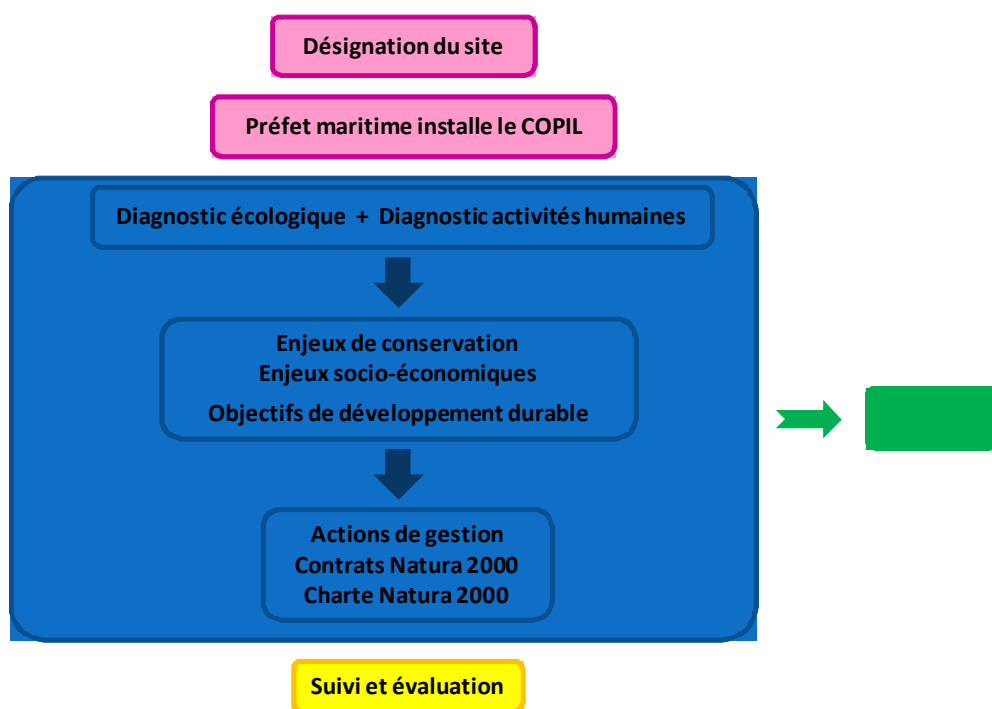 Désignation du site
Préfet maritime installe le COPIL
Diagnostic écologique + Diagnostic activités humaines
Enjeux de conservation
Enjeux socio-économiques
Objectifs de développement durable
Actions de gestion
Contrats Natura 2000
Charte Natura 2000
Suivi et évaluation